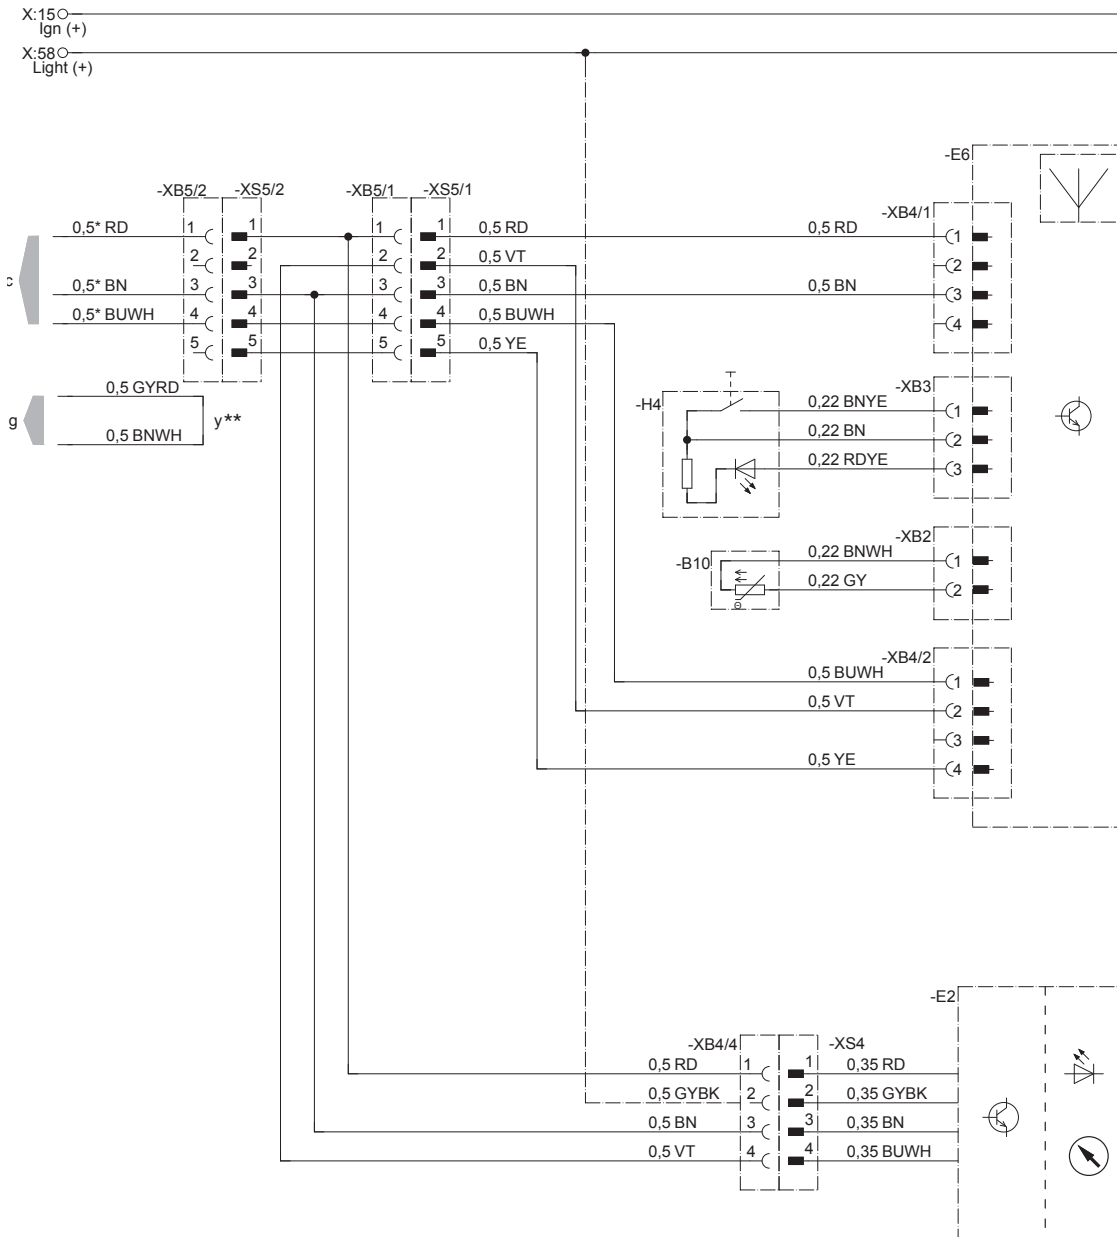 X:15
Ign (+)
X:58
Light (+)
-E6
-XB5/2 -XS5/2 -XB5/1 -XS5/1
-XB4/1
0,5* RD 1 1 1 1 0,5 RD 0,5 RD 1
2 2 2 2 0,5 VT 2
c 0,5* BN 3 3 3 3 0,5 BN 0,5 BN 3
0,5* BUWH 4 4 4 4 0,5 BUWH 4
5 5 5 5 0,5 YE
-XB3
0,5 GYRD
g y**
0,5 BNWH
-H4 0,22 BNYE 1
0,22 BN 2
0,22 RDYE 3
-XB2
-B10 0,22 BNWH 1
0,22 GY 2
-XB4/2
0,5 BUWH 1
0,5 VT 2
3
0,5 YE 4
-E2
-XB4/4 -XS4
0,5 RD 1 1 0,35 RD
0,5 GYBK 2 2 0,35 GYBK
0,5 BN 3 3 0,35 BN
0,5 VT 4 4 0,35 BUWH